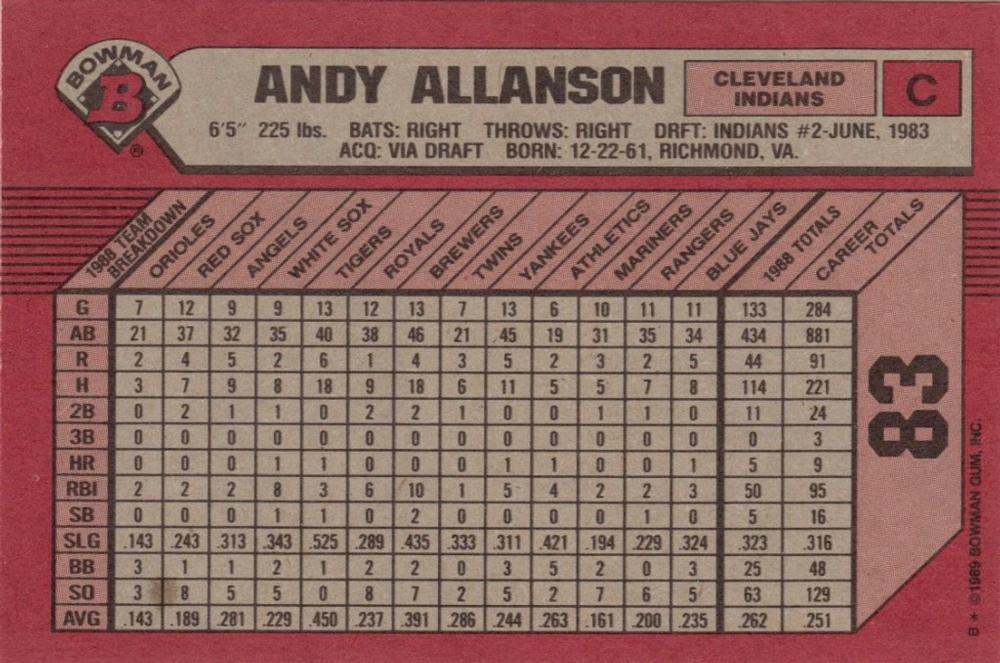 BOWMAN
B
®
ANDY ALLANSON
CLEVELAND
INDIANS
C
6'5" 225 lbs. BATS: RIGHT THROWS: RIGHT DRFT: INDIANS #2-JUNE, 1983
ACQ: VIA DRAFT BORN: 12-22-61, RICHMOND, VA.
1988 TEAM
BREAKDOWN
ORIOLES
RED SOX
ANGELS
WHITE SOX
TIGERS
ROYALS
BREWERS
TWINS
YANKEES
ATHLETICS
MARINERS
RANGERS
BLUE JAYS
1988 TOTALS
CAREER
TOTALS
G 7 12 9 9 13 12 13 7 13 6 10 11 11 133 284
AB 21 37 32 35 40 38 46 21 45 19 31 35 34 434 881
R 2 4 5 2 6 1 4 3 5 2 3 2 5 44 91
H 3 7 9 8 18 9 18 6 11 5 5 7 8 114 221
2B 0 2 1 1 0 2 2 1 0 0 1 1 0 11 24
3B 0 0 0 0 0 0 0 0 0 0 0 0 0 0 3
HR 0 0 0 1 1 0 0 0 1 1 0 0 1 5 9
RBI 2 2 2 8 3 6 10 1 5 4 2 2 3 50 95
SB 0 0 0 1 1 0 2 0 0 0 0 1 0 5 16
SLG .143 .243 .313 .343 .525 .289 .435 .333 .311 .421 .194 .229 .324 .323 .316
BB 3 1 1 2 1 2 2 0 3 5 2 0 3 25 48
SO 3 8 5 5 0 8 7 2 5 2 7 6 5 63 129
AVG .143 .189 .281 .229 .450 .237 .391 .286 .244 .263 .161 .200 .235 .262 .251
83
B * ©1989 BOWMAN GUM, INC.